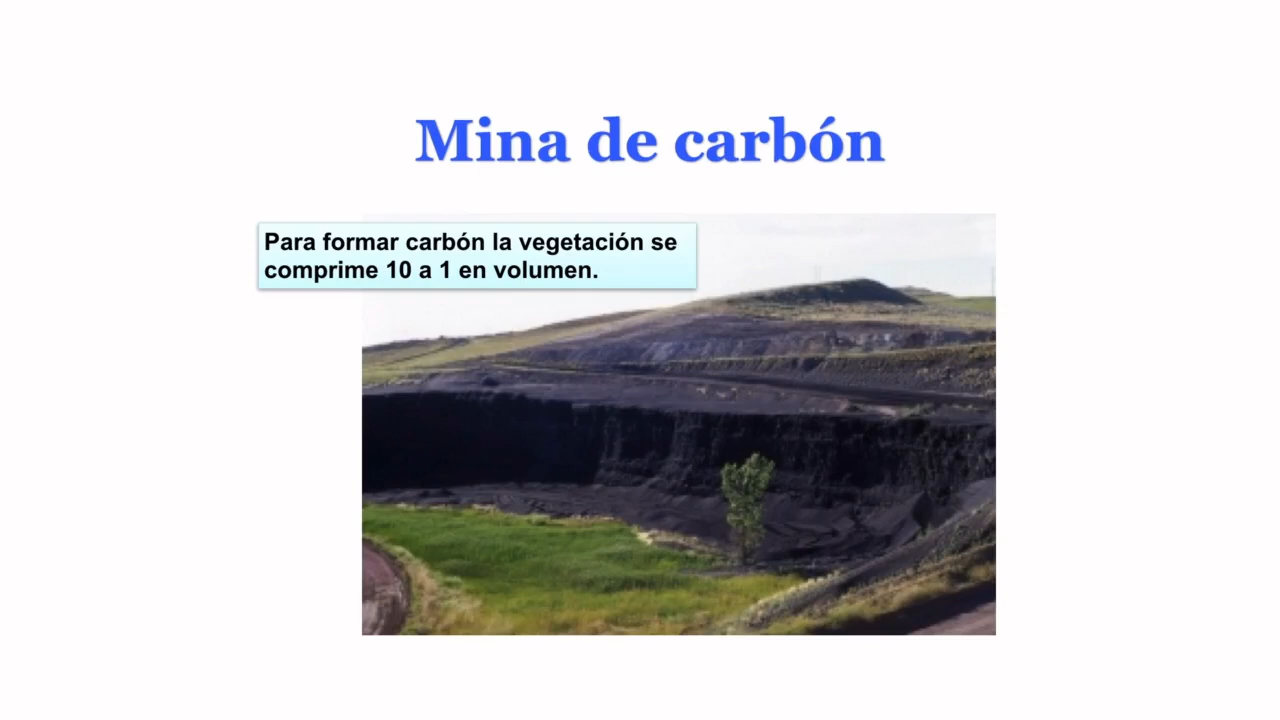 Mina de carbón
Para formar carbón la vegetación se
comprime 10 a 1 en volumen.